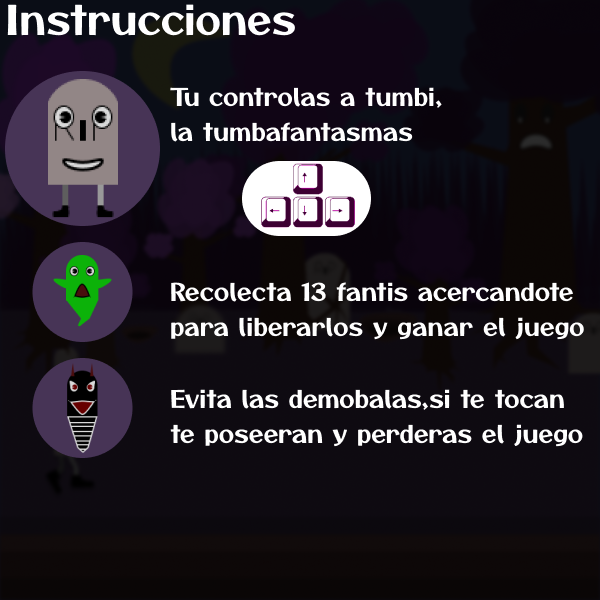 Instrucciones
RIP
Tu controlas a tumbi,
la tumbafantasmas
↑
← ↓ →
Recolecta 13 fantis acercandote
para liberarlos y ganar el juego
Evita las demobalas,si te tocan
te poseeran y perderas el juego